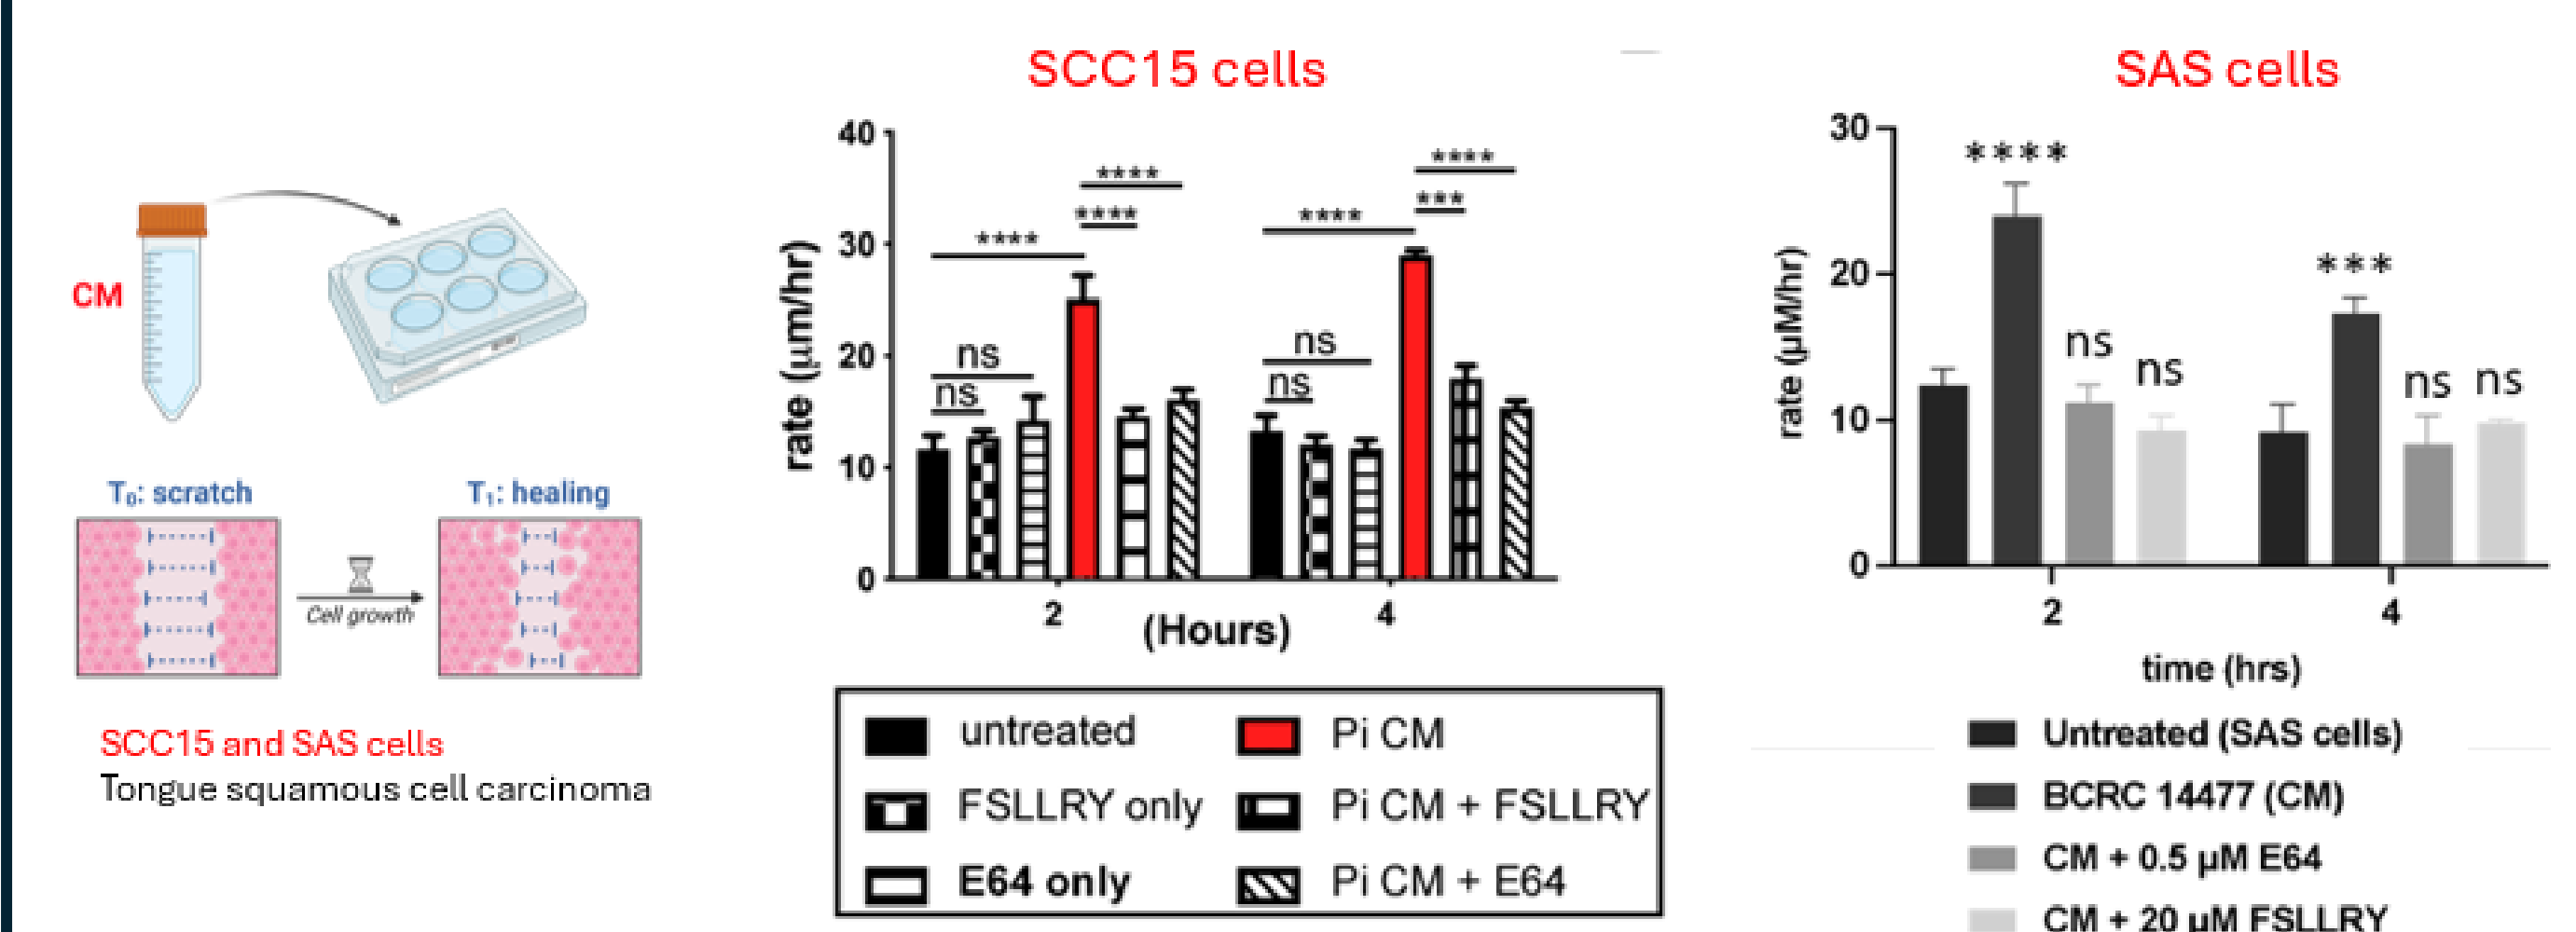 CM
T₀: scratch
T₁: healing
Cell growth
SCC15 and SAS cells
Tongue squamous cell carcinoma
SCC15 cells
40
30
20
10
0
rate (μm/hr)
ns
ns
****
****
****
ns
ns
****
***
****
2
4
(Hours)
untreated
FSLLRY only
E64 only
Pi CM
Pi CM + FSLLRY
Pi CM + E64
SAS cells
30
20
10
0
rate (μM/hr)
****
ns
ns
***
ns
ns
2
4
time (hrs)
Untreated (SAS cells)
BCRC 14477 (CM)
CM + 0.5 μM E64
CM + 20 μM FSLLRY